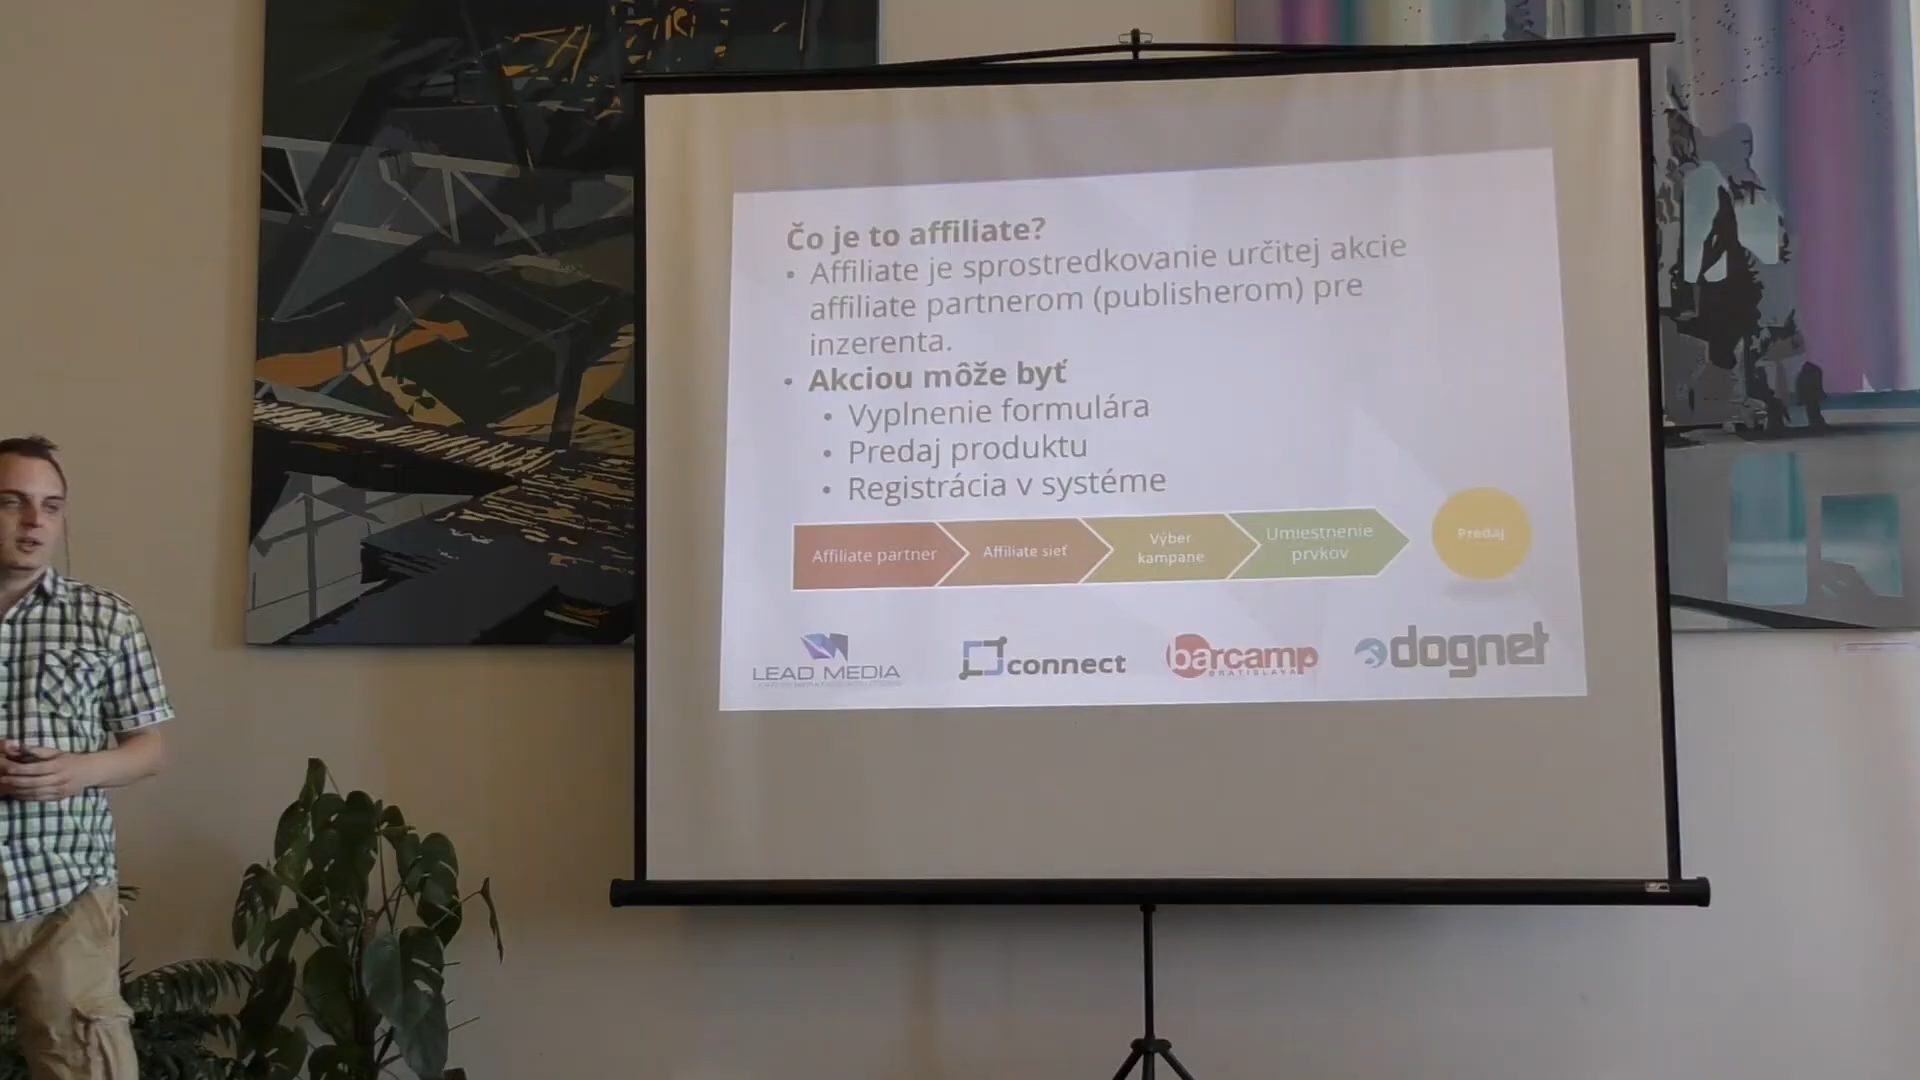 Čo je to affiliate?
• Affiliate je sprostredkovanie určitej akcie
affiliate partnerom (publisherom) pre
inzerenta.
• Akciou môže byť
• Vyplnenie formulára
• Predaj produktu
• Registrácia v systéme
Affiliate partner
Affiliate sieť
Výber
kampane
Umiestnenie
prvkov
Predaj
LEAD MEDIA
connect
barcamp
BRATISLAVA
dognet